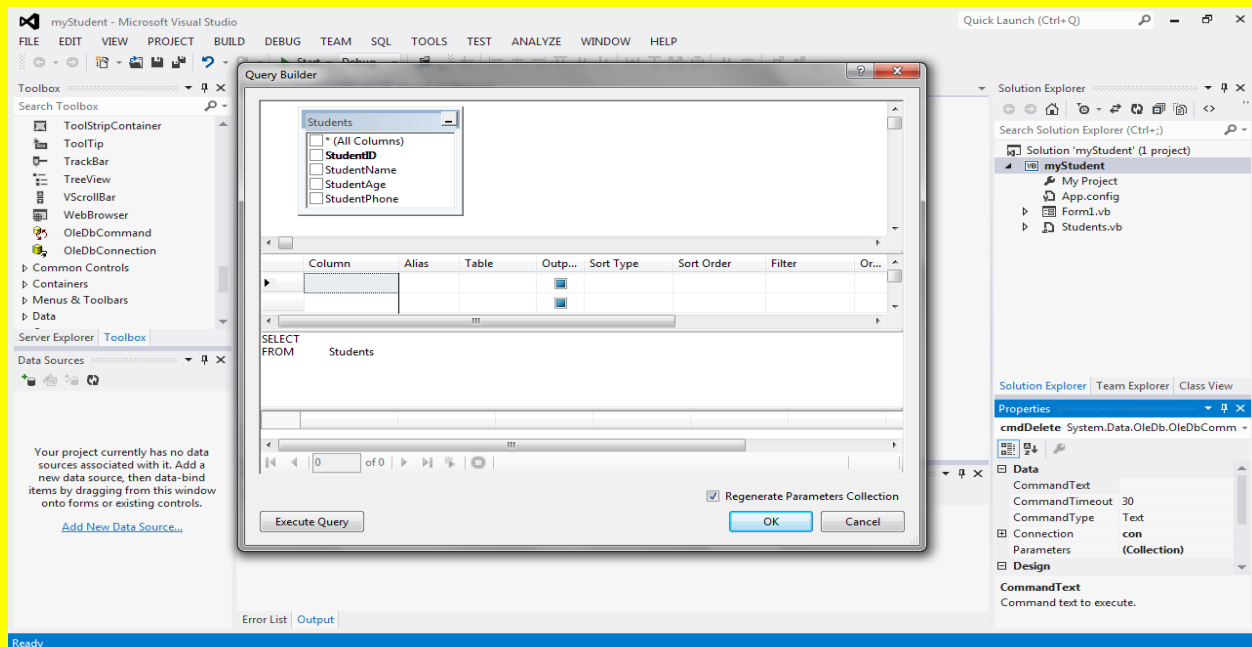 myStudent - Microsoft Visual Studio
Quick Launch (Ctrl+Q)
FILE EDIT VIEW PROJECT BUILD DEBUG TEAM SQL TOOLS TEST ANALYZE WINDOW HELP
Start Debug
Toolbox
Search Toolbox
ToolStripContainer
ToolTip
TrackBar
TreeView
VScrollBar
WebBrowser
OleDbCommand
OleDbConnection
Common Controls
Containers
Menus & Toolbars
Data
Server Explorer Toolbox
Data Sources
Your project currently has no data
sources associated with it. Add a
new data source, then data-bind
items by dragging from this window
onto forms or existing controls.
Add New Data Source...
Query Builder
Students
* (All Columns)
StudentID
StudentName
StudentAge
StudentPhone
Column Alias Table Outp... Sort Type Sort Order Filter Or...
SELECT
FROM Students
0 of 0
Regenerate Parameters Collection
Execute Query OK Cancel
Error List Output
Solution Explorer
Search Solution Explorer (Ctrl+;)
Solution 'myStudent' (1 project)
VB myStudent
My Project
App.config
Form1.vb
Students.vb
Solution Explorer Team Explorer Class View
Properties
cmdDelete System.Data.OleDb.OleDbComm
Data
CommandText
CommandTimeout 30
CommandType Text
Connection con
Parameters (Collection)
Design
CommandText
Command text to execute.
Ready